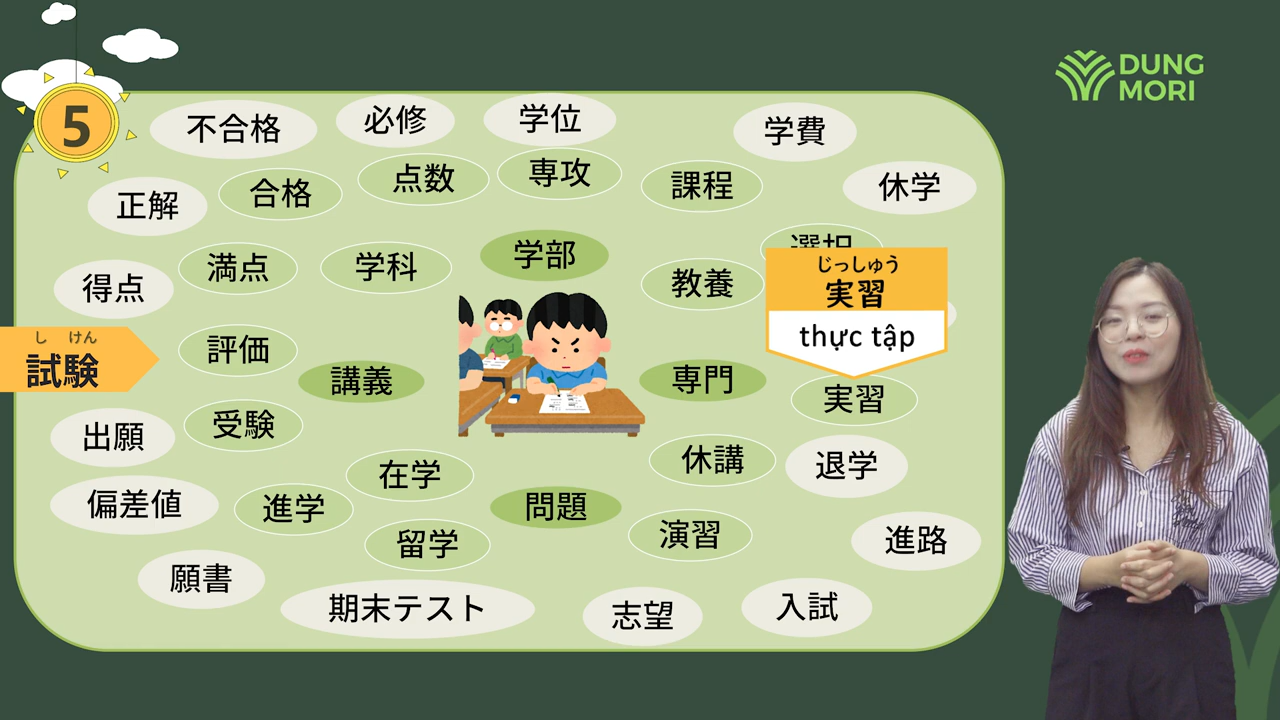 5
DUNG
MORI
不合格
必修
学位
学費
正解
合格
点数
専攻
課程
休学
得点
満点
学科
学部
教養
選択
じっしゅう
実習
thực tập
し けん
試験
評価
講義
専門
実習
出願
受験
在学
休講
退学
偏差値
進学
問題
留学
演習
進路
願書
期末テスト
志望
入試